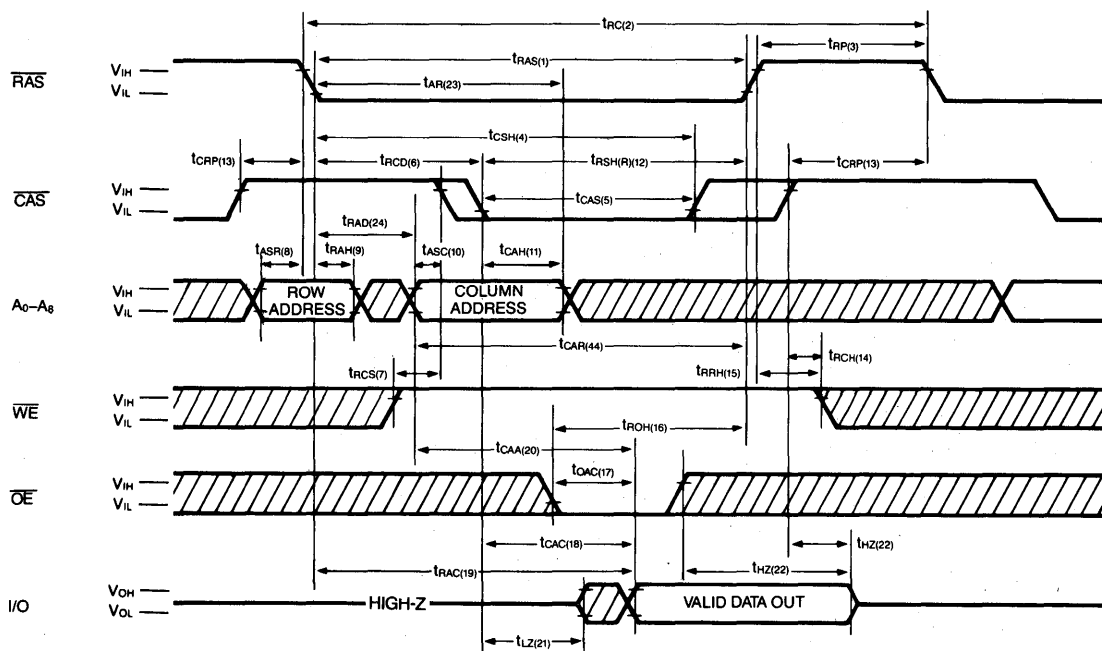 tRC(2)
tRP(3)
tRAS(1)
RAS
VIH
VIL
tAR(23)
tCSH(4)
tCRP(13)
tRCD(6)
tRSH(R)(12)
tCRP(13)
CAS
VIH
VIL
tCAS(5)
tRAD(24)
tASR(8)
tRAH(9)
tASC(10)
tCAH(11)
A0–A8
VIH
VIL
ROW
ADDRESS
COLUMN
ADDRESS
tCAR(44)
tRCH(14)
tRCS(7)
tRRH(15)
WE
VIH
VIL
tROH(16)
tCAA(20)
tOAC(17)
OE
VIH
VIL
tCAC(18)
tHZ(22)
tRAC(19)
tHZ(22)
I/O
VOH
VOL
HIGH-Z
VALID DATA OUT
tLZ(21)